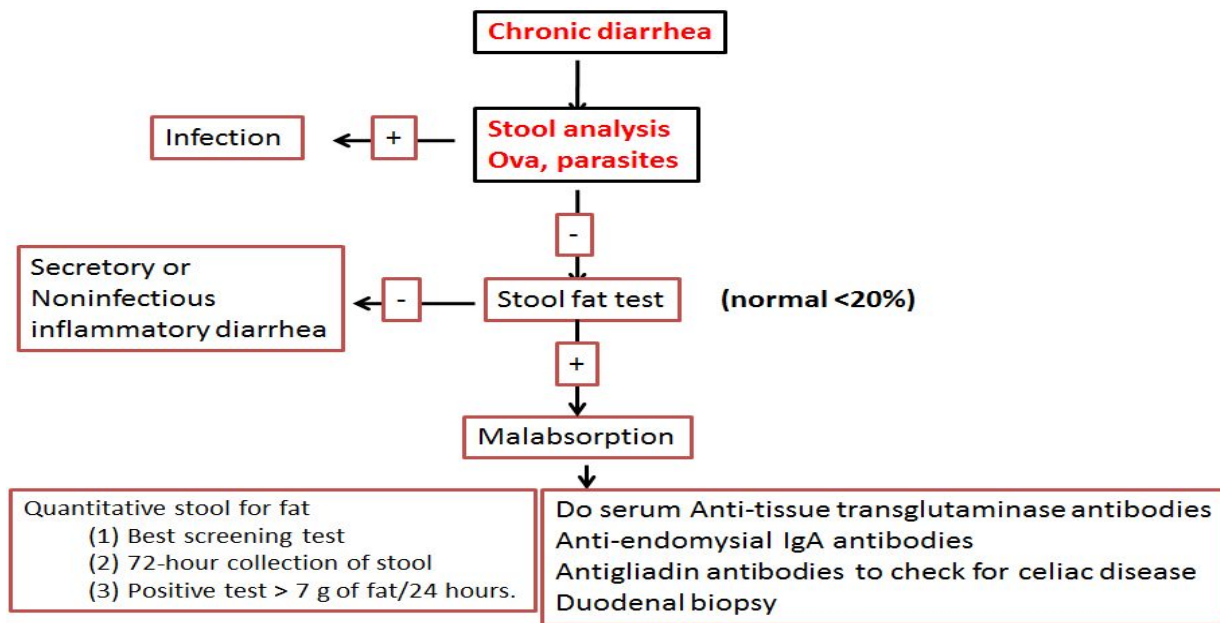 Chronic diarrhea
Infection
+
Stool analysis
Ova, parasites
-
Secretory or
Noninfectious
inflammatory diarrhea
-
Stool fat test
(normal <20%)
+
Malabsorption
Quantitative stool for fat
(1) Best screening test
(2) 72-hour collection of stool
(3) Positive test > 7 g of fat/24 hours.
Do serum Anti-tissue transglutaminase antibodies
Anti-endomysial IgA antibodies
Antigliadin antibodies to check for celiac disease
Duodenal biopsy